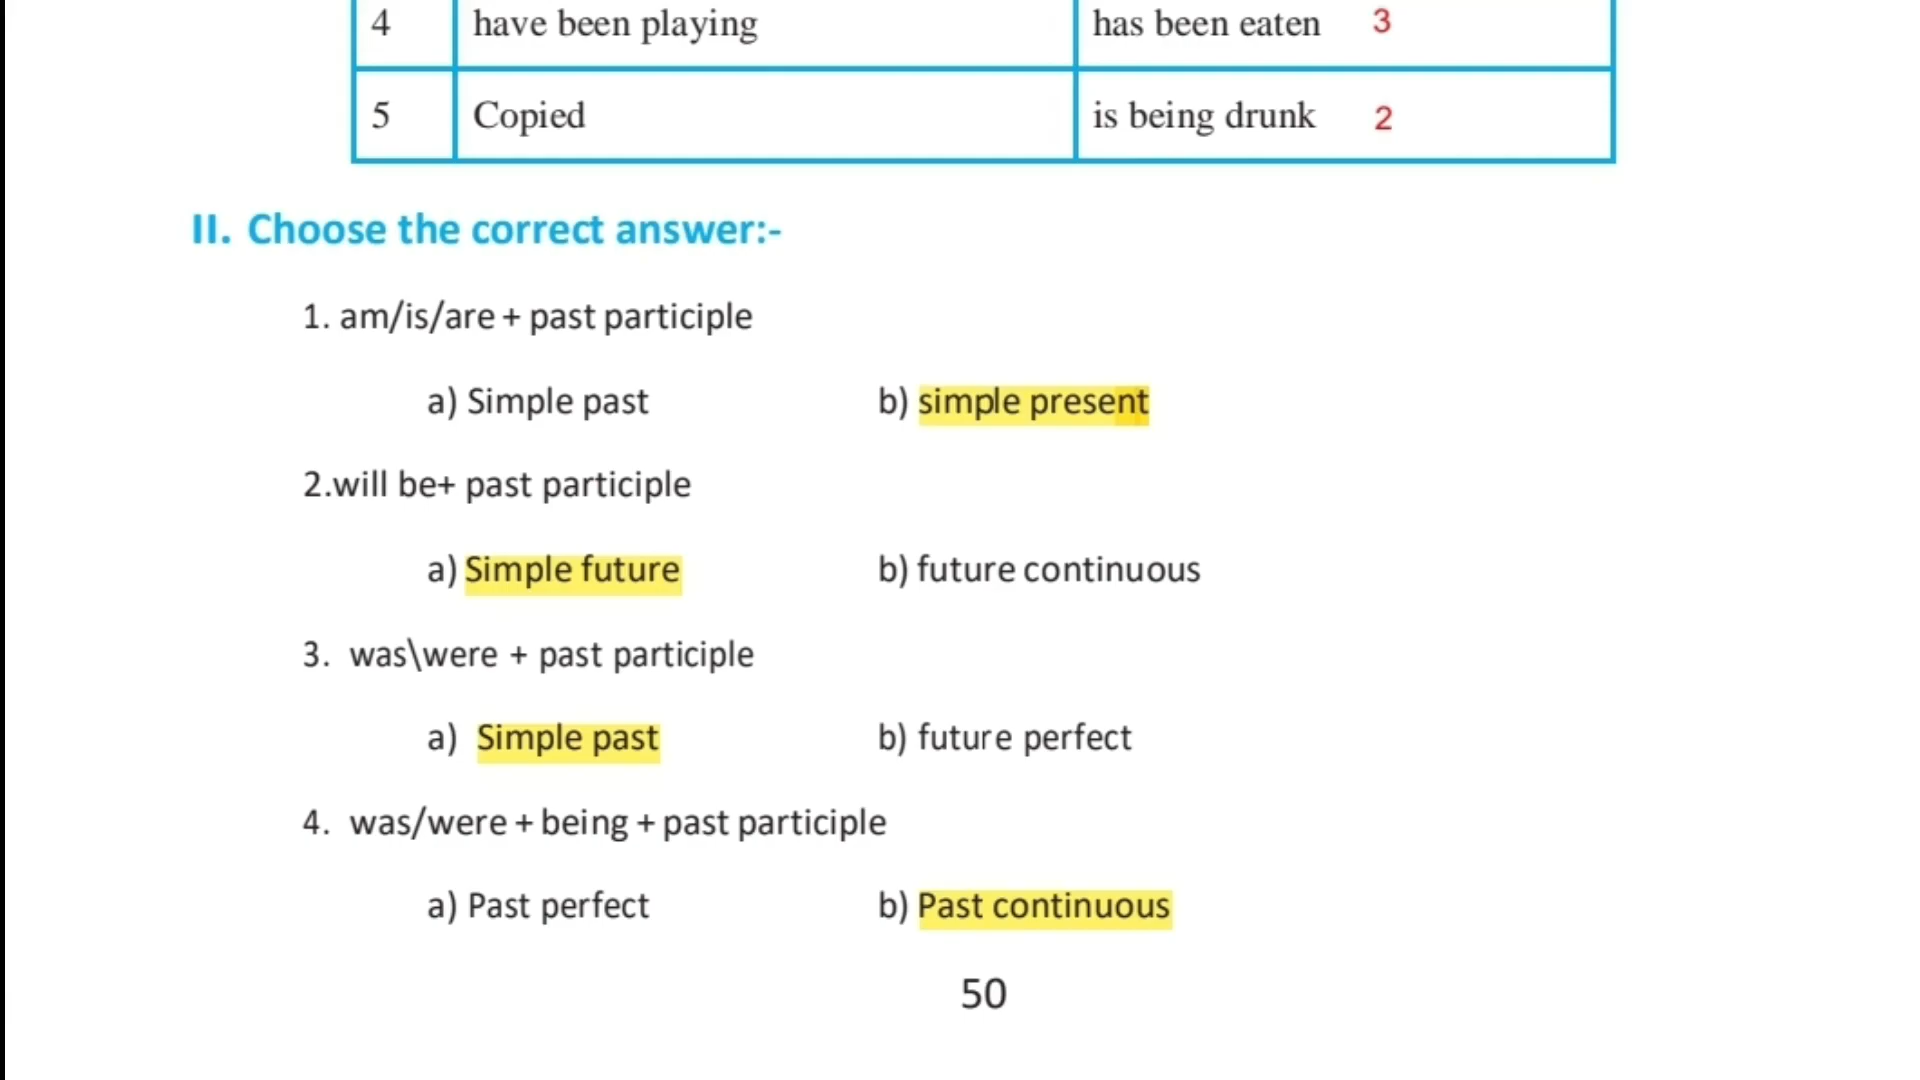 4 have been playing has been eaten 3
5 Copied is being drunk 2
II. Choose the correct answer:-
1. am/is/are + past participle
a) Simple past b) simple present
2.will be+ past participle
a) Simple future b) future continuous
3. was\were + past participle
a) Simple past b) future perfect
4. was/were + being + past participle
a) Past perfect b) Past continuous
50